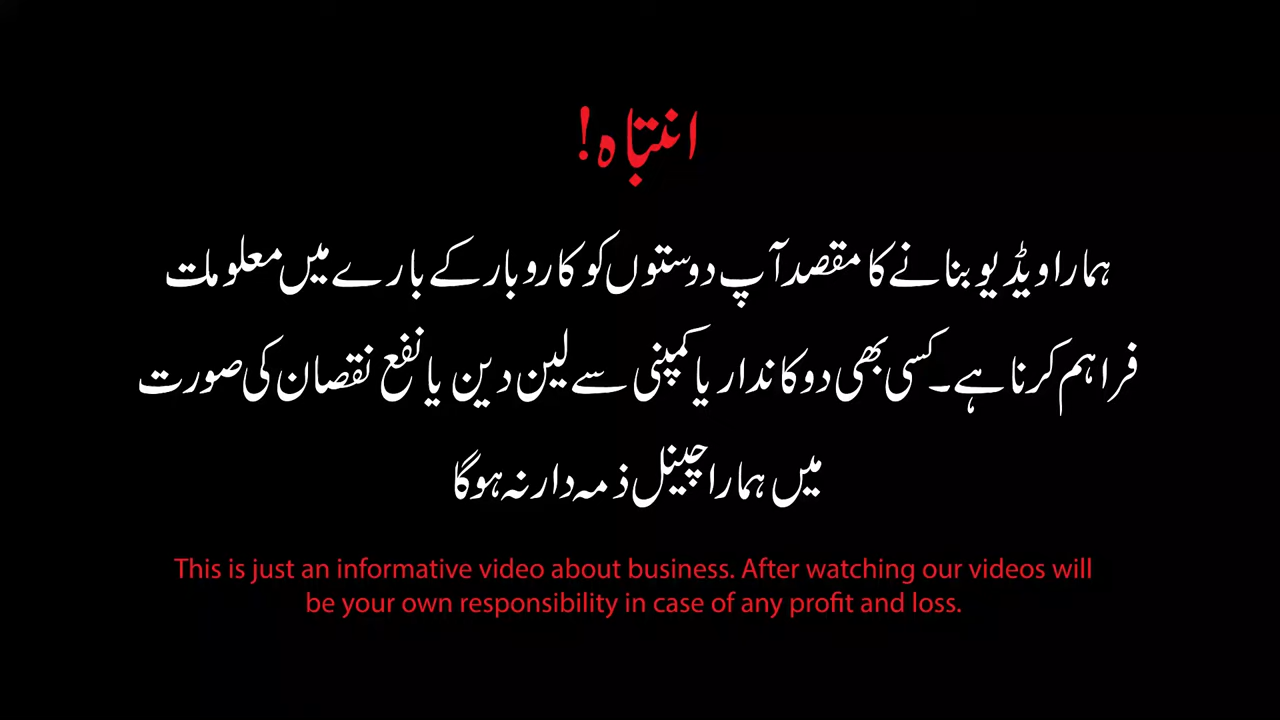 انتباہ!
ہمارا ویڈیو بنانے کا مقصد آپ دوستوں کو کاروبار کے بارے میں معلومات
فراہم کرنا ہے۔ کسی بھی دوکاندار یا کمپنی سے لین دین یا نفع نقصان کی صورت
میں ہمارا چینل ذمہ دار نہ ہوگا
This is just an informative video about business. After watching our videos will
be your own responsibility in case of any profit and loss.